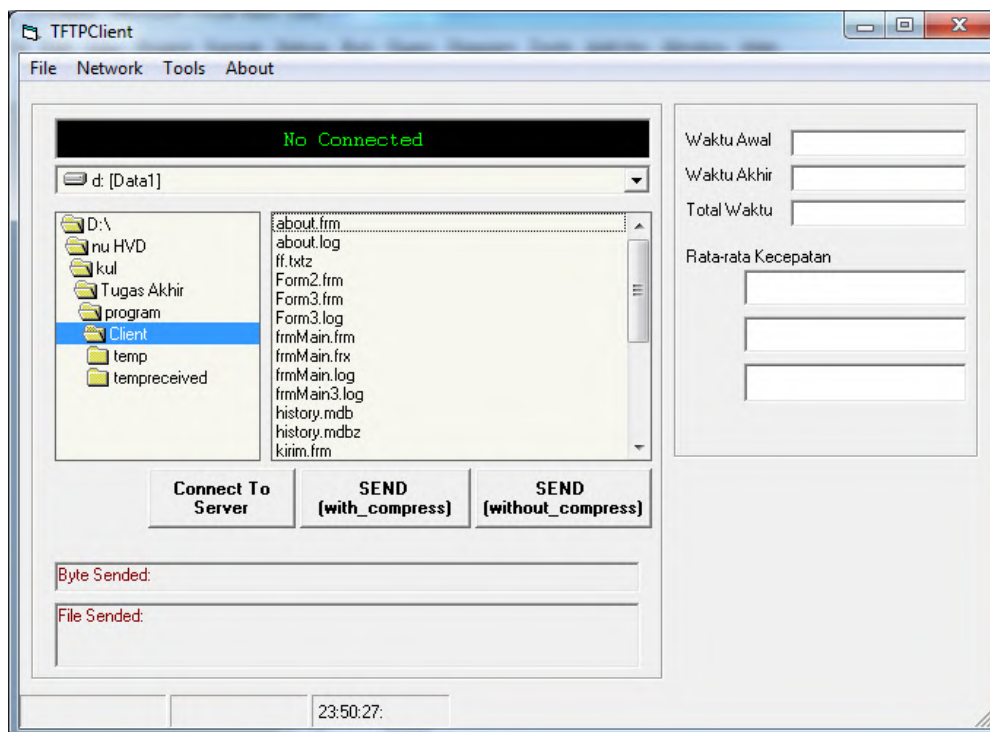 TFTPClient
File Network Tools About
No Connected
d: [Data1]
D:\
nu HVD
kul
Tugas Akhir
program
Client
temp
tempreceived
about.frm
about.log
ff.txtz
Form2.frm
Form3.frm
Form3.log
frmMain.frm
frmMain.frx
frmMain.log
frmMain3.log
history.mdb
history.mdbz
kirim.frm
Connect To
Server
SEND
(with_compress)
SEND
(without_compress)
Byte Sended:
File Sended:
Waktu Awal
Waktu Akhir
Total Waktu
Rata-rata Kecepatan
23:50:27: